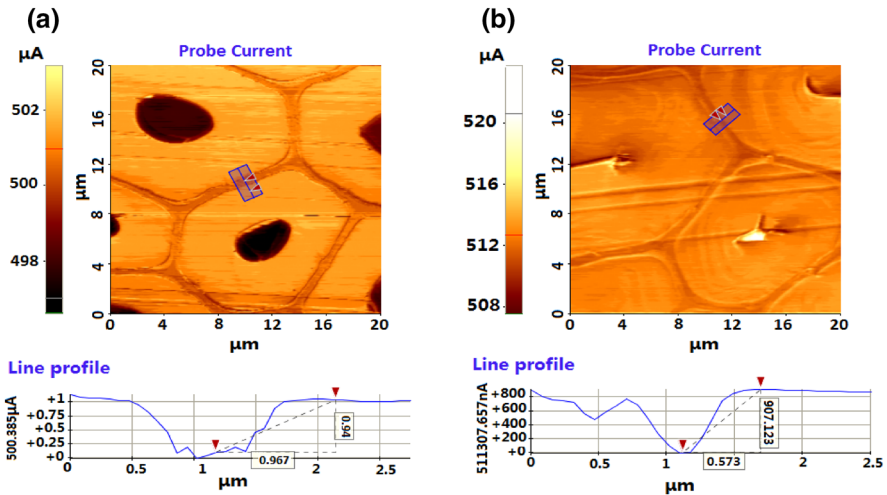 (a)
Probe Current
µA
502
500
498
20
16
12
8
4
0
µm
0 4 8 12 16 20
µm
Line profile
500.385µA
+1
+0.75
+0.5
+0.25
+0
0.94
0.967
0 0.5 1 1.5 2 2.5
µm
(b)
Probe Current
µA
520
516
512
508
20
16
12
8
4
0
µm
0 4 8 12 16 20
µm
Line profile
511307.657nA
+800
+600
+400
+200
+0
907.123
0.573
0 0.5 1 1.5 2 2.5
µm